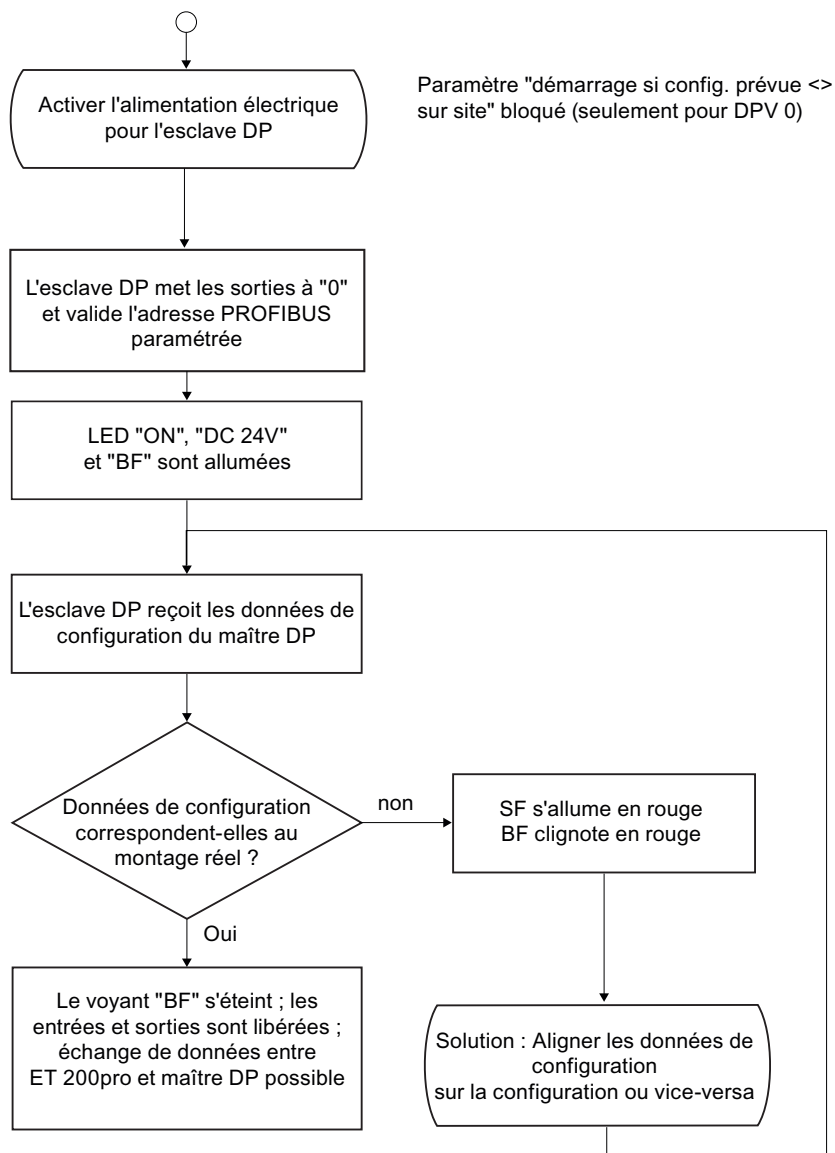 Activer l'alimentation électrique
pour l'esclave DP
Paramètre "démarrage si config. prévue <>
sur site" bloqué (seulement pour DPV 0)
L'esclave DP met les sorties à "0"
et valide l'adresse PROFIBUS
paramétrée
LED "ON", "DC 24V"
et "BF" sont allumées
L'esclave DP reçoit les données de
configuration du maître DP
Données de configuration
correspondent-elles au
montage réel ?
non
SF s'allume en rouge
BF clignote en rouge
Oui
Le voyant "BF" s'éteint ; les
entrées et sorties sont libérées ;
échange de données entre
ET 200pro et maître DP possible
Solution : Aligner les données de
configuration
sur la configuration ou vice-versa